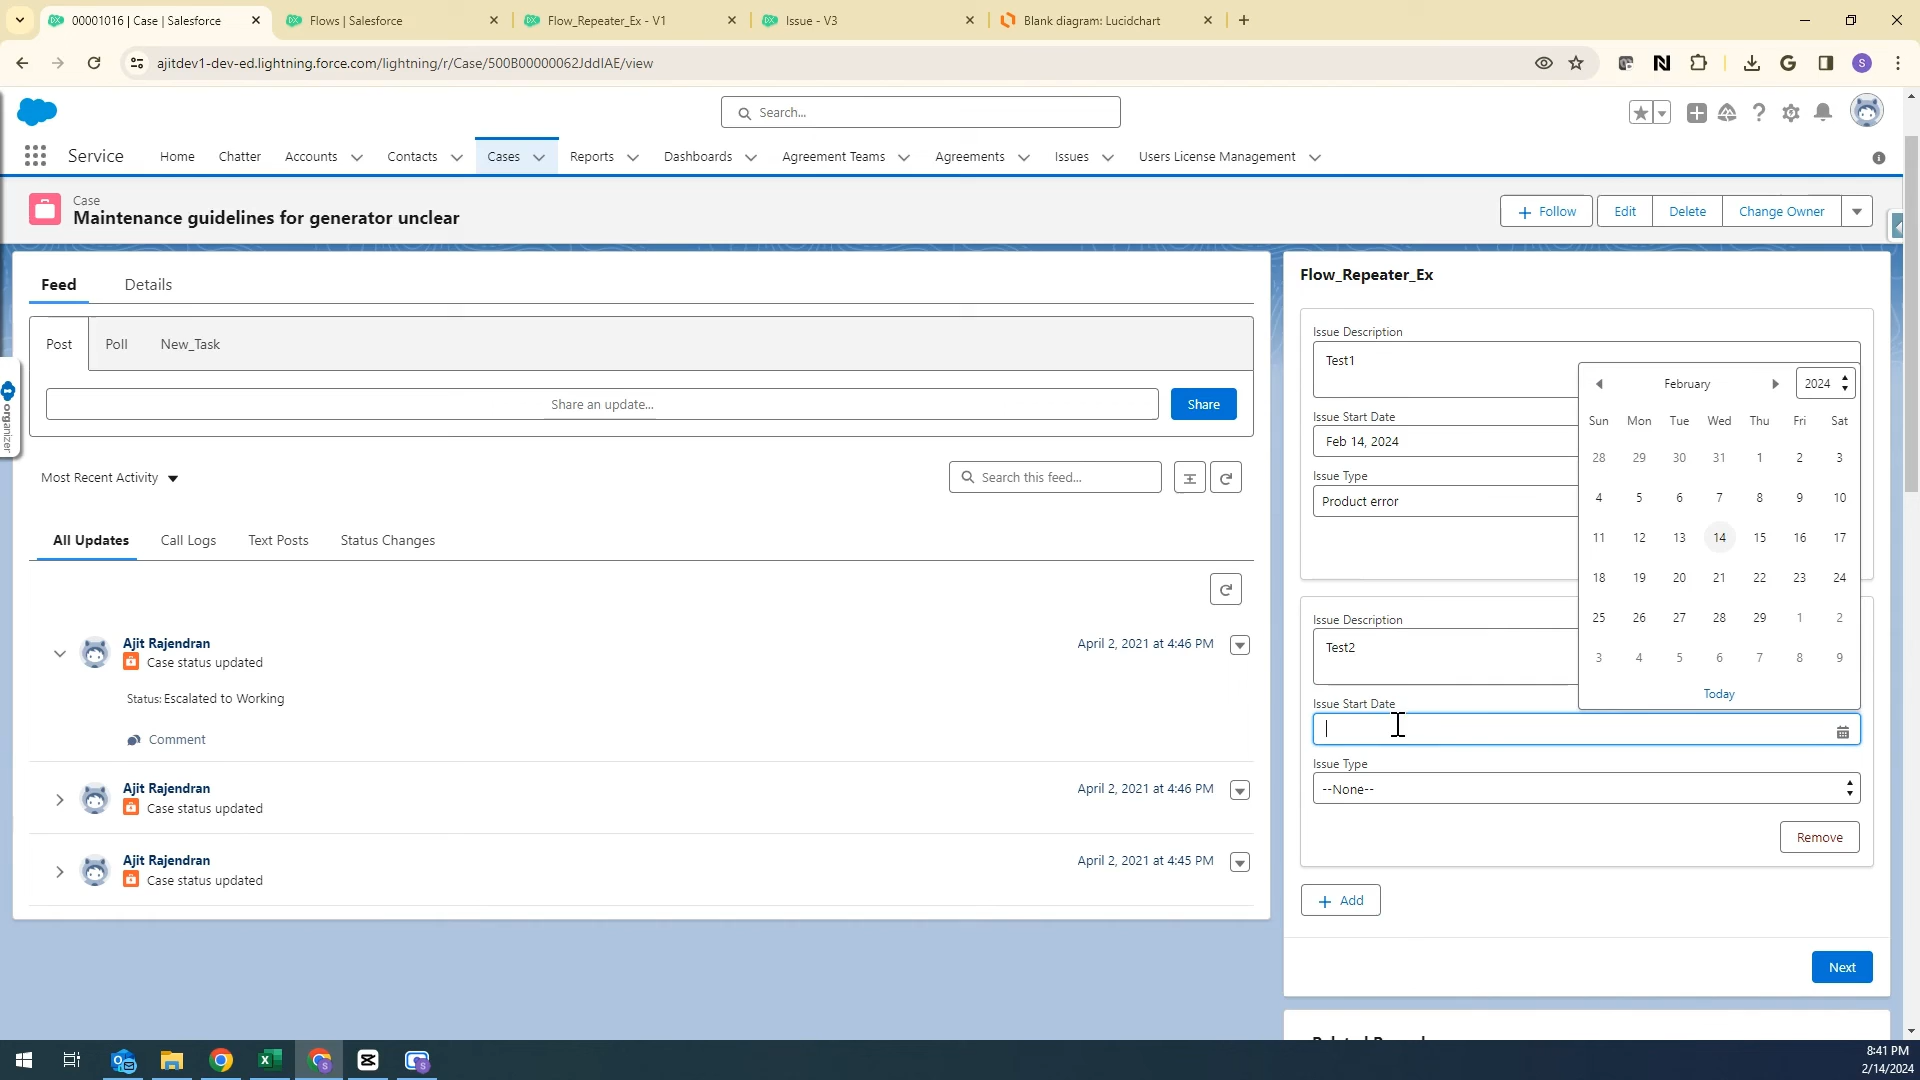 00001016 | Case | Salesforce
Flows | Salesforce
Flow_Repeater_Ex - V1
Issue - V3
Blank diagram: Lucidchart
ajitdev1-dev-ed.lightning.force.com/lightning/r/Case/500B00000062JddIAE/view
S
Search...
Service
Home
Chatter
Accounts
Contacts
Cases
Reports
Dashboards
Agreement Teams
Agreements
Issues
Users License Management
Case
Maintenance guidelines for generator unclear
Follow
Edit
Delete
Change Owner
organizer
Feed
Details
Post
Poll
New_Task
Share an update...
Share
Most Recent Activity
Search this feed...
All Updates
Call Logs
Text Posts
Status Changes
Ajit Rajendran
April 2, 2021 at 4:46 PM
Case status updated
Status: Escalated to Working
Comment
Ajit Rajendran
April 2, 2021 at 4:46 PM
Case status updated
Ajit Rajendran
April 2, 2021 at 4:45 PM
Case status updated
Flow_Repeater_Ex
Issue Description
Test1
Issue Start Date
Feb 14, 2024
Issue Type
Product error
February
2024
Sun Mon Tue Wed Thu Fri Sat
28 29 30 31 1 2 3
4 5 6 7 8 9 10
11 12 13 14 15 16 17
18 19 20 21 22 23 24
25 26 27 28 29 1 2
3 4 5 6 7 8 9
Today
Issue Description
Test2
Issue Start Date
Issue Type
--None--
Remove
Add
Next
8:41 PM
2/14/2024